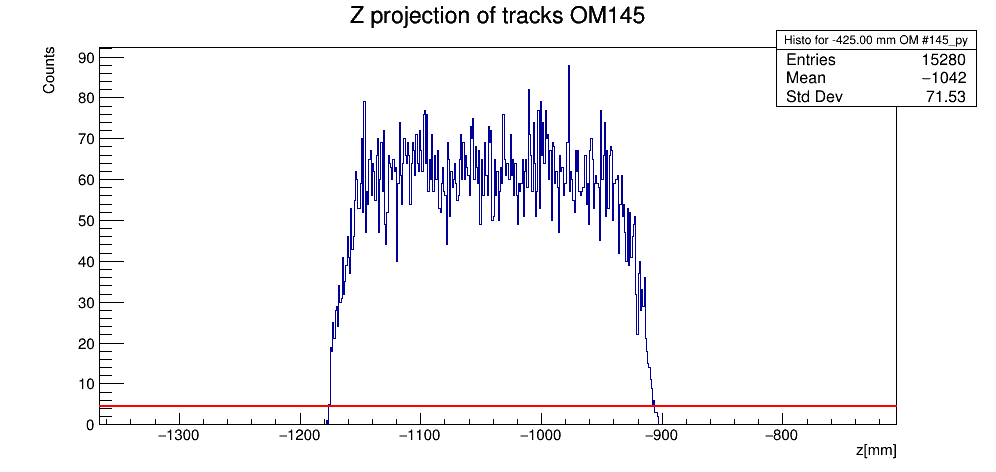 Z projection of tracks OM145
Histo for -425.00 mm OM #145_py
Entries 15280
Mean −1042
Std Dev 71.53
Counts
90
80
70
60
50
40
30
20
10
0
−1300 −1200 −1100 −1000 −900 −800
z[mm]